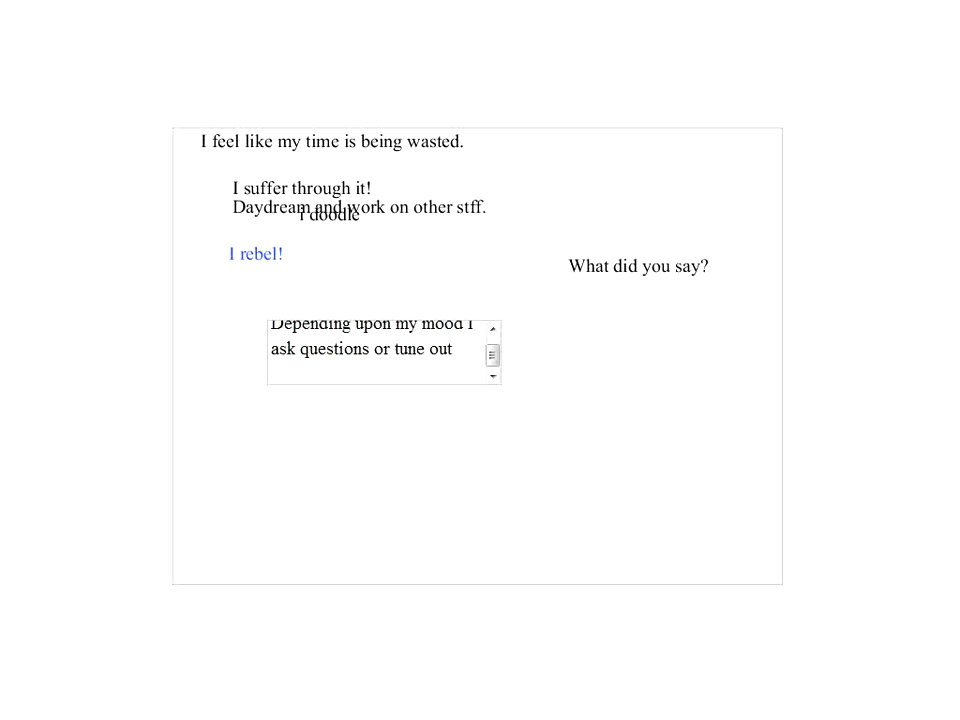 I feel like my time is being wasted.
I suffer through it!
Daydream and work on other stff.
i doodle
I rebel!
What did you say?
Depending upon my mood I
ask questions or tune out